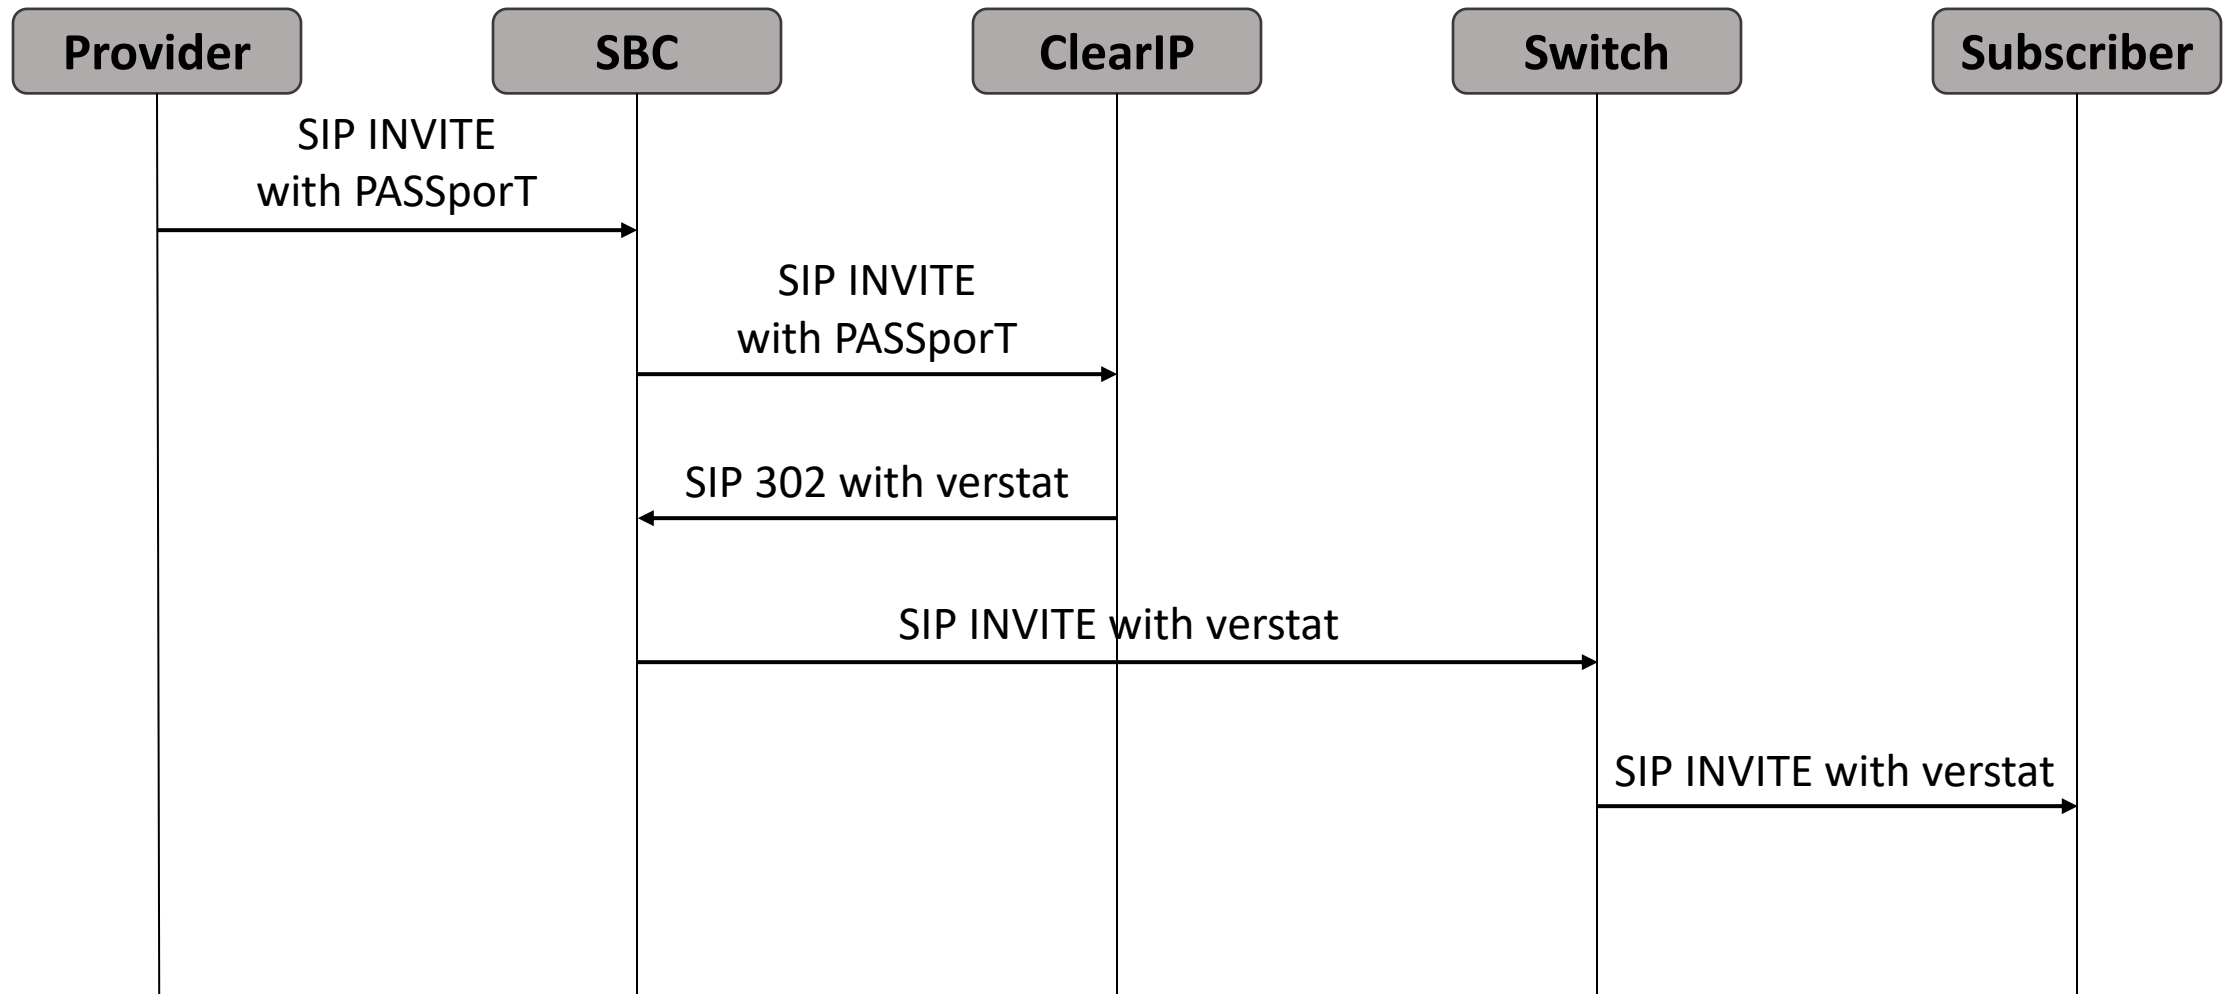 Provider
SBC
ClearIP
Switch
Subscriber
SIP INVITE
with PASSporT
SIP INVITE
with PASSporT
SIP 302 with verstat
SIP INVITE with verstat
SIP INVITE with verstat